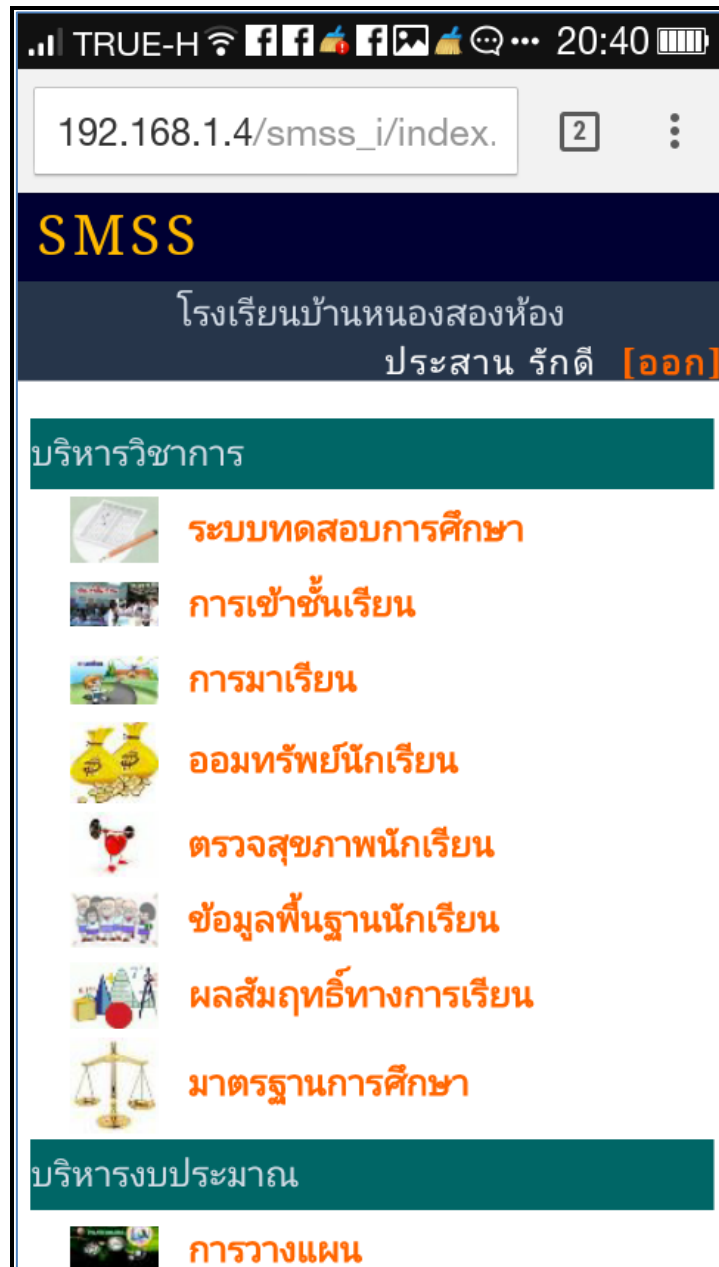 TRUE-H 20:40
192.168.1.4/smss_i/index. 2
SMSS
โรงเรียนบ้านหนองสองห้อง
ประสาน รักดี [ออก]
บริหารวิชาการ
ระบบทดสอบการศึกษา
การเข้าชั้นเรียน
การมาเรียน
ออมทรัพย์นักเรียน
ตรวจสุขภาพนักเรียน
ข้อมูลพื้นฐานนักเรียน
ผลสัมฤทธิ์ทางการเรียน
มาตรฐานการศึกษา
บริหารงบประมาณ
การวางแผน